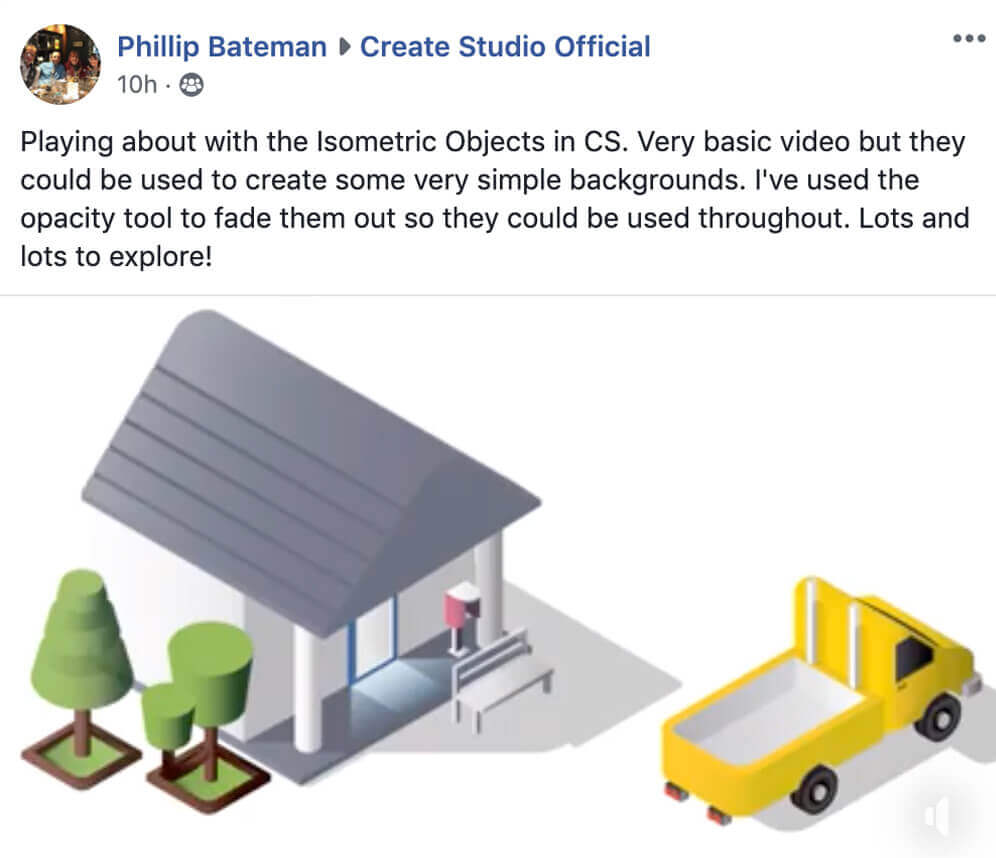 Phillip Bateman ▶ Create Studio Official
10h ·
Playing about with the Isometric Objects in CS. Very basic video but they
could be used to create some very simple backgrounds. I've used the
opacity tool to fade them out so they could be used throughout. Lots and
lots to explore!